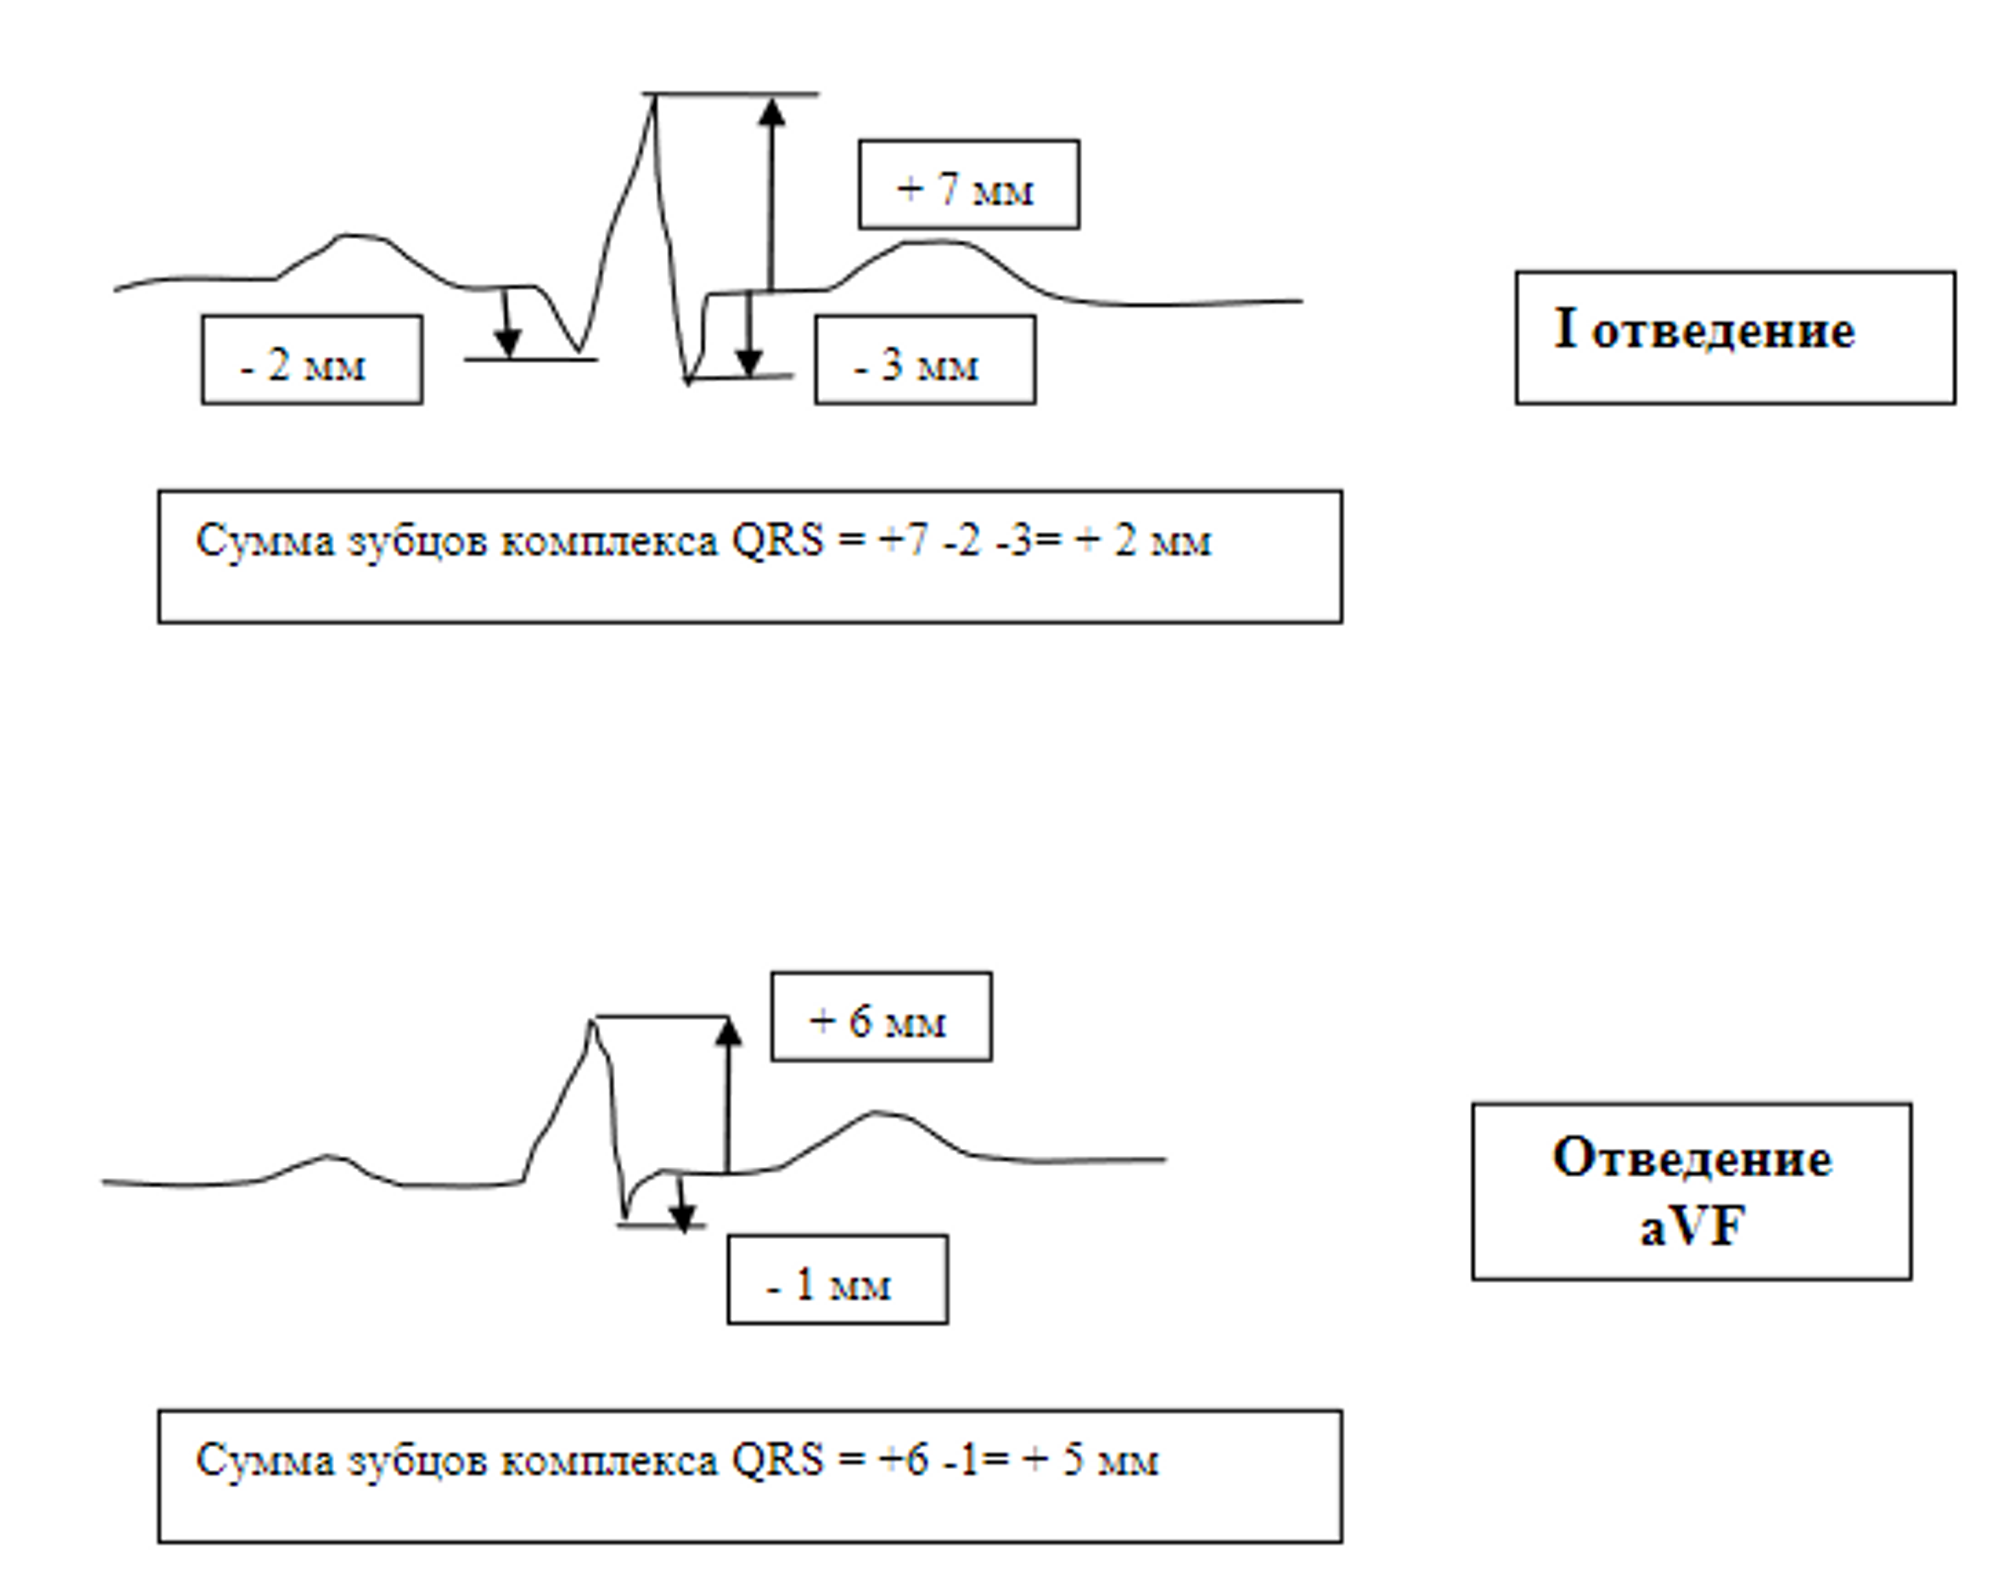 + 7 мм
- 2 мм
- 3 мм
I отведение
Сумма зубцов комплекса QRS = +7 -2 -3= + 2 мм
+ 6 мм
Отведение
aVF
- 1 мм
Сумма зубцов комплекса QRS = +6 -1= + 5 мм